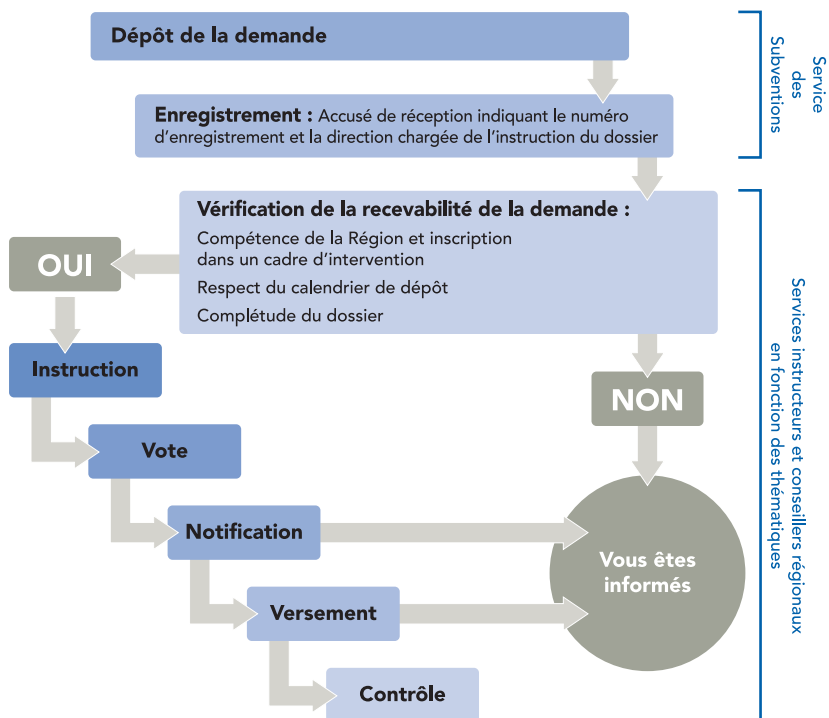 Dépôt de la demande
Service
des
Subventions
Enregistrement : Accusé de réception indiquant le numéro
d'enregistrement et la direction chargée de l'instruction du dossier
Vérification de la recevabilité de la demande :
Compétence de la Région et inscription
dans un cadre d'intervention
Respect du calendrier de dépôt
Complétude du dossier
OUI
NON
Instruction
Vote
Notification
Versement
Contrôle
Vous êtes
informés
Services instructeurs et conseillers régionaux
en fonction des thématiques